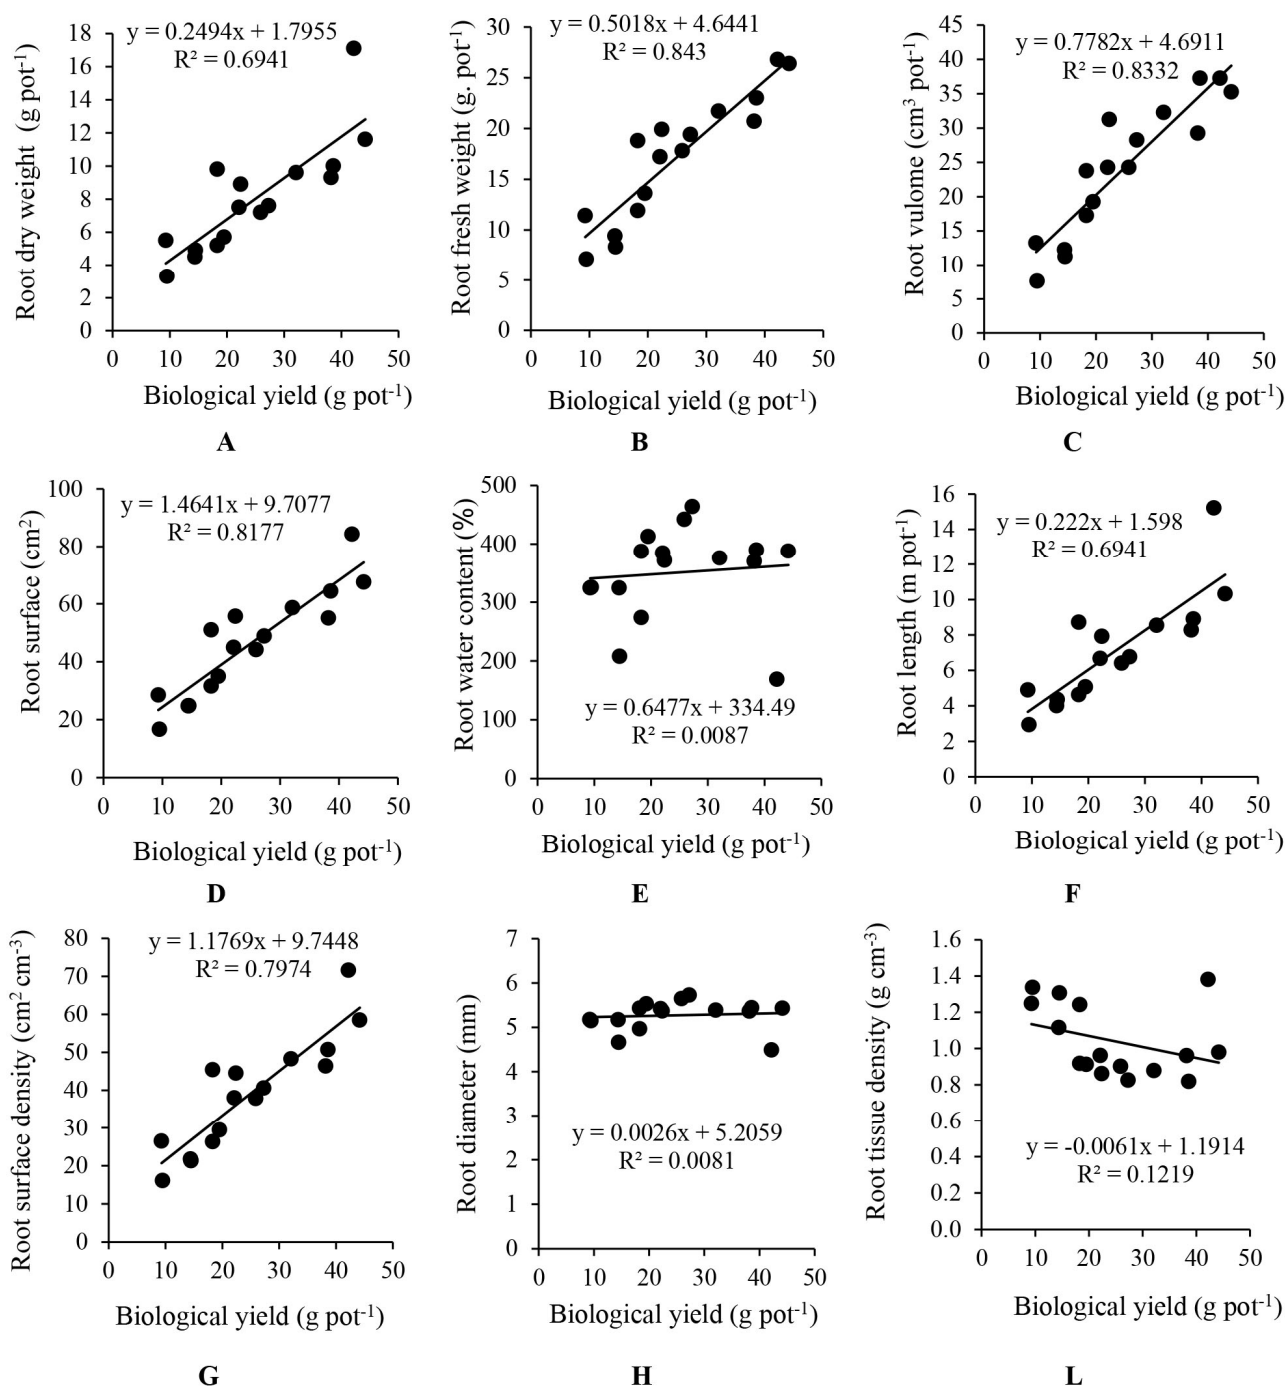 y = 0.2494x + 1.7955
R² = 0.6941
Root dry weight (g pot⁻¹)
18
16
14
12
10
8
6
4
2
0
0 10 20 30 40 50
Biological yield (g pot⁻¹)
A
y = 0.5018x + 4.6441
R² = 0.843
Root fresh weight (g. pot⁻¹)
30
25
20
15
10
5
0
0 10 20 30 40 50
Biological yield (g pot⁻¹)
B
y = 0.7782x + 4.6911
R² = 0.8332
Root vulome (cm³ pot⁻¹)
45
40
35
30
25
20
15
10
5
0
0 10 20 30 40 50
Biological yield (g pot⁻¹)
C
y = 1.4641x + 9.7077
R² = 0.8177
Root surface (cm²)
100
80
60
40
20
0
0 10 20 30 40 50
Biological yield (g pot⁻¹)
D
Root water content (%)
500
400
300
200
100
0
y = 0.6477x + 334.49
R² = 0.0087
0 10 20 30 40 50
Biological yield (g pot⁻¹)
E
y = 0.222x + 1.598
R² = 0.6941
Root length (m pot⁻¹)
16
14
12
10
8
6
4
2
0
0 10 20 30 40 50
Biological yield (g pot⁻¹)
F
y = 1.1769x + 9.7448
R² = 0.7974
Root surface density (cm² cm⁻³)
80
70
60
50
40
30
20
10
0
0 10 20 30 40 50
Biological yield (g pot⁻¹)
G
Root diameter (mm)
7
6
5
4
3
2
1
0
y = 0.0026x + 5.2059
R² = 0.0081
0 10 20 30 40 50
Biological yield (g pot⁻¹)
H
Root tissue density (g cm⁻³)
1.6
1.4
1.2
1.0
0.8
0.6
0.4
0.2
0.0
y = -0.0061x + 1.1914
R² = 0.1219
0 10 20 30 40 50
Biological yield (g pot⁻¹)
L